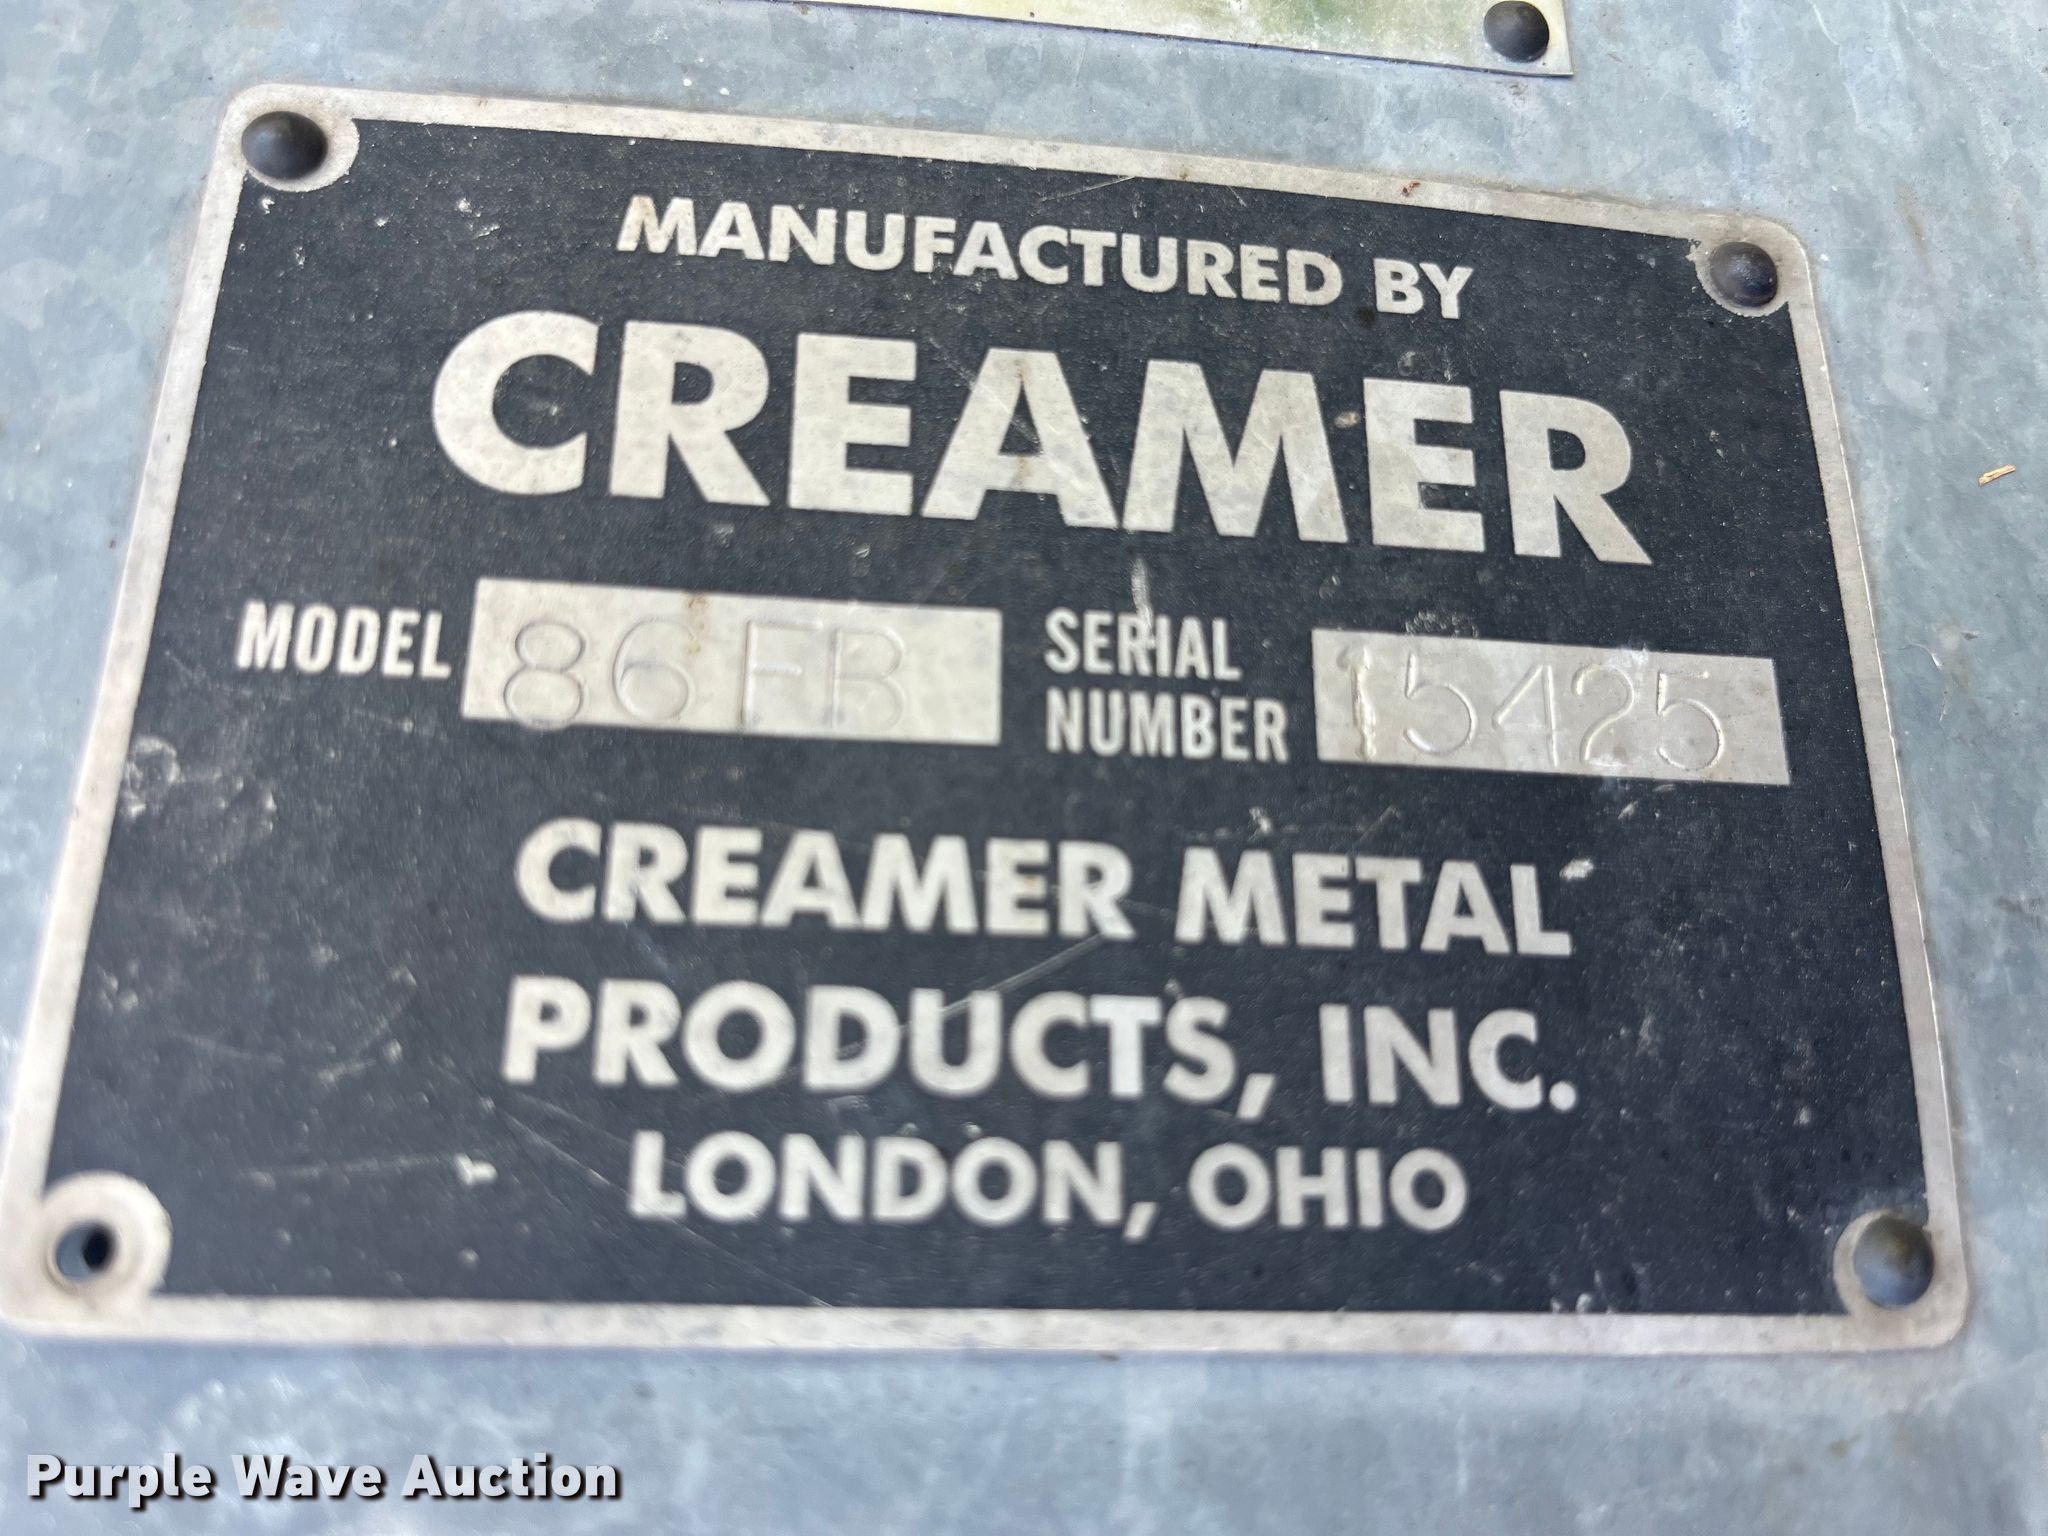 MANUFACTURED BY
CREAMER
MODEL 86FB SERIAL NUMBER 15425
CREAMER METAL
PRODUCTS, INC.
LONDON, OHIO
Purple Wave Auction